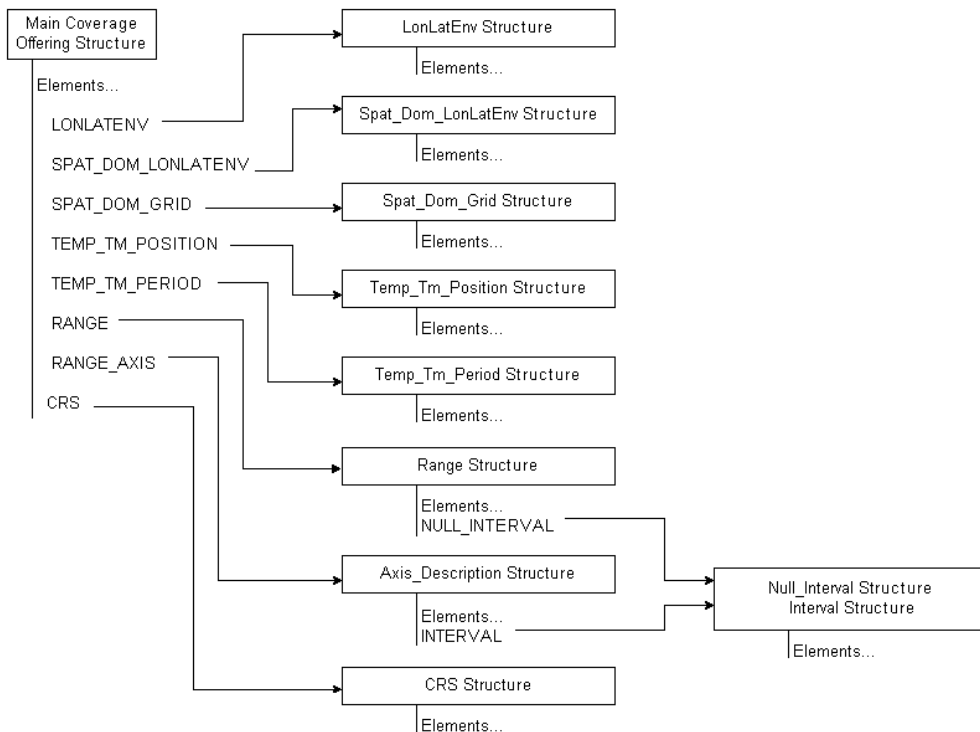 Main Coverage
Offering Structure
Elements...
LONLATENV
SPAT_DOM_LONLATENV
SPAT_DOM_GRID
TEMP_TM_POSITION
TEMP_TM_PERIOD
RANGE
RANGE_AXIS
CRS
LonLatEnv Structure
Elements...
Spat_Dom_LonLatEnv Structure
Elements...
Spat_Dom_Grid Structure
Elements...
Temp_Tm_Position Structure
Elements...
Temp_Tm_Period Structure
Elements...
Range Structure
Elements...
NULL_INTERVAL
Axis_Description Structure
Elements...
INTERVAL
CRS Structure
Elements...
Null_Interval Structure
Interval Structure
Elements...